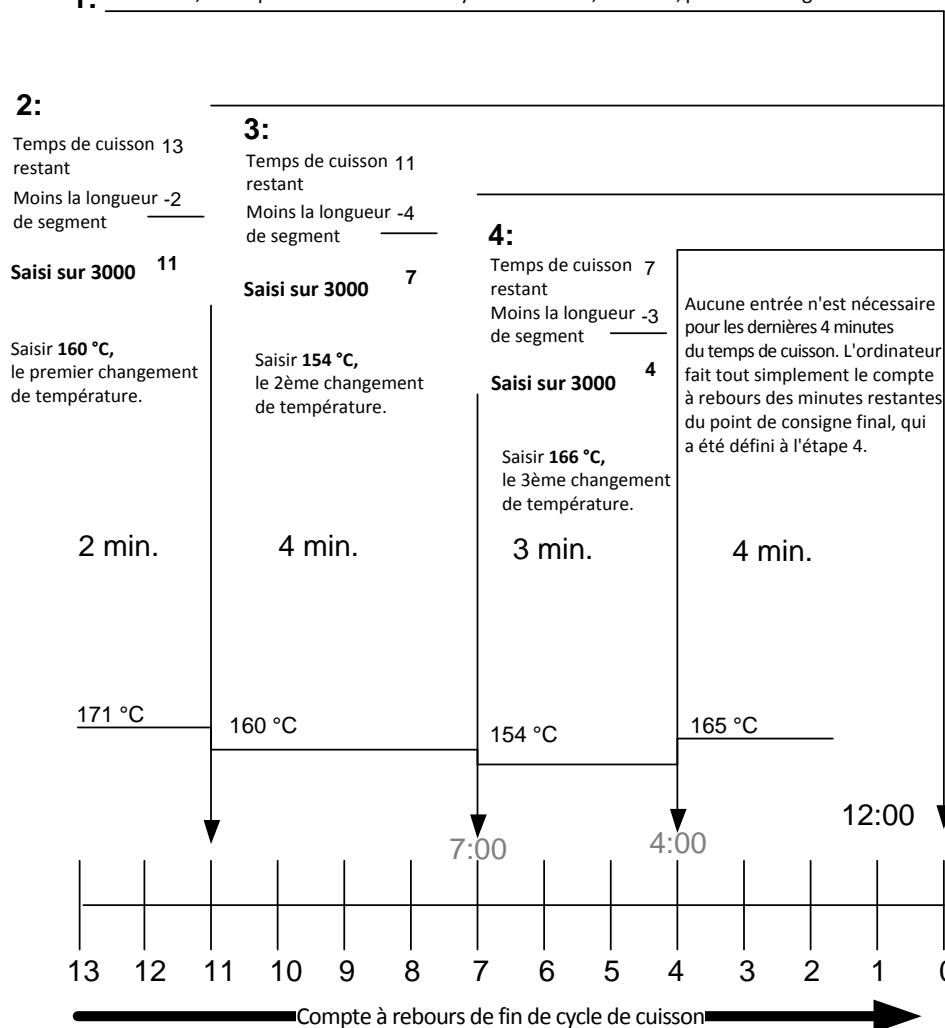 1:
2:
Temps de cuisson 13
restant
Moins la longueur -2
de segment
Saisi sur 3000 11
Saisir 160 °C,
le premier changement
de température.
3:
Temps de cuisson 11
restant
Moins la longueur -4
de segment
Saisi sur 3000 7
Saisir 154 °C,
le 2ème changement
de température.
4:
Temps de cuisson 7
restant
Moins la longueur -3
de segment
Saisi sur 3000 4
Saisir 166 °C,
le 3ème changement
de température.
Aucune entrée n'est nécessaire
pour les dernières 4 minutes
du temps de cuisson. L'ordinateur
fait tout simplement le compte
à rebours des minutes restantes
du point de consigne final, qui
a été défini à l'étape 4.
2 min. 4 min. 3 min. 4 min.
171 °C 160 °C 154 °C 165 °C
12:00
7:00 4:00
13 12 11 10 9 8 7 6 5 4 3 2 1 0
Compte à rebours de fin de cycle de cuisson